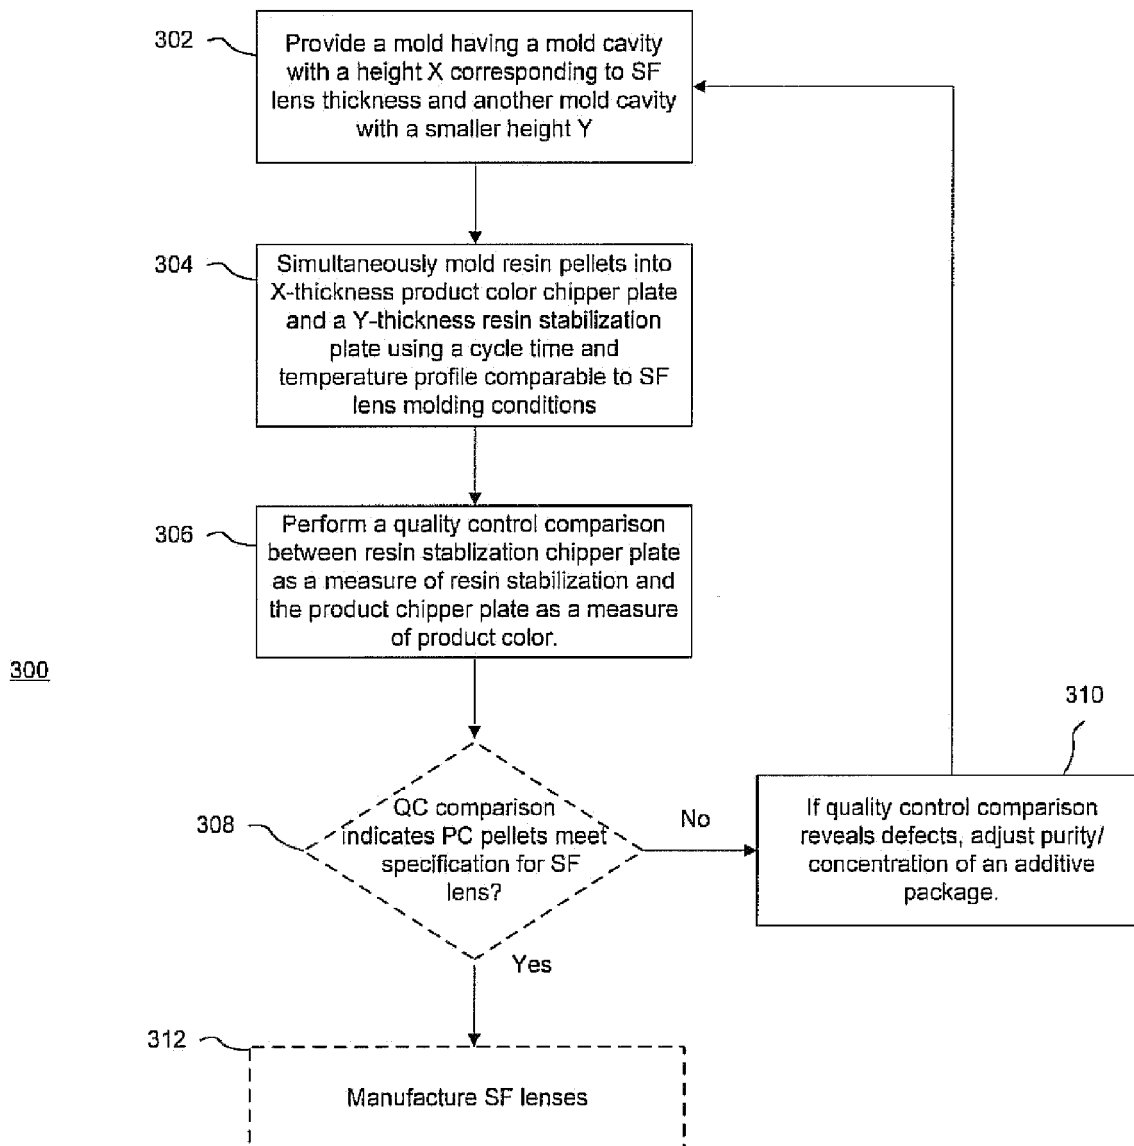 302
Provide a mold having a mold cavity
with a height X corresponding to SF
lens thickness and another mold cavity
with a smaller height Y
304
Simultaneously mold resin pellets into
X-thickness product color chipper plate
and a Y-thickness resin stabilization
plate using a cycle time and
temperature profile comparable to SF
lens molding conditions
306
Perform a quality control comparison
between resin stablization chipper plate
as a measure of resin stabilization and
the product chipper plate as a measure
of product color.
300
308
QC comparison
indicates PC pellets meet
specification for SF
lens?
No
310
If quality control comparison
reveals defects, adjust purity/
concentration of an additive
package.
Yes
312
Manufacture SF lenses